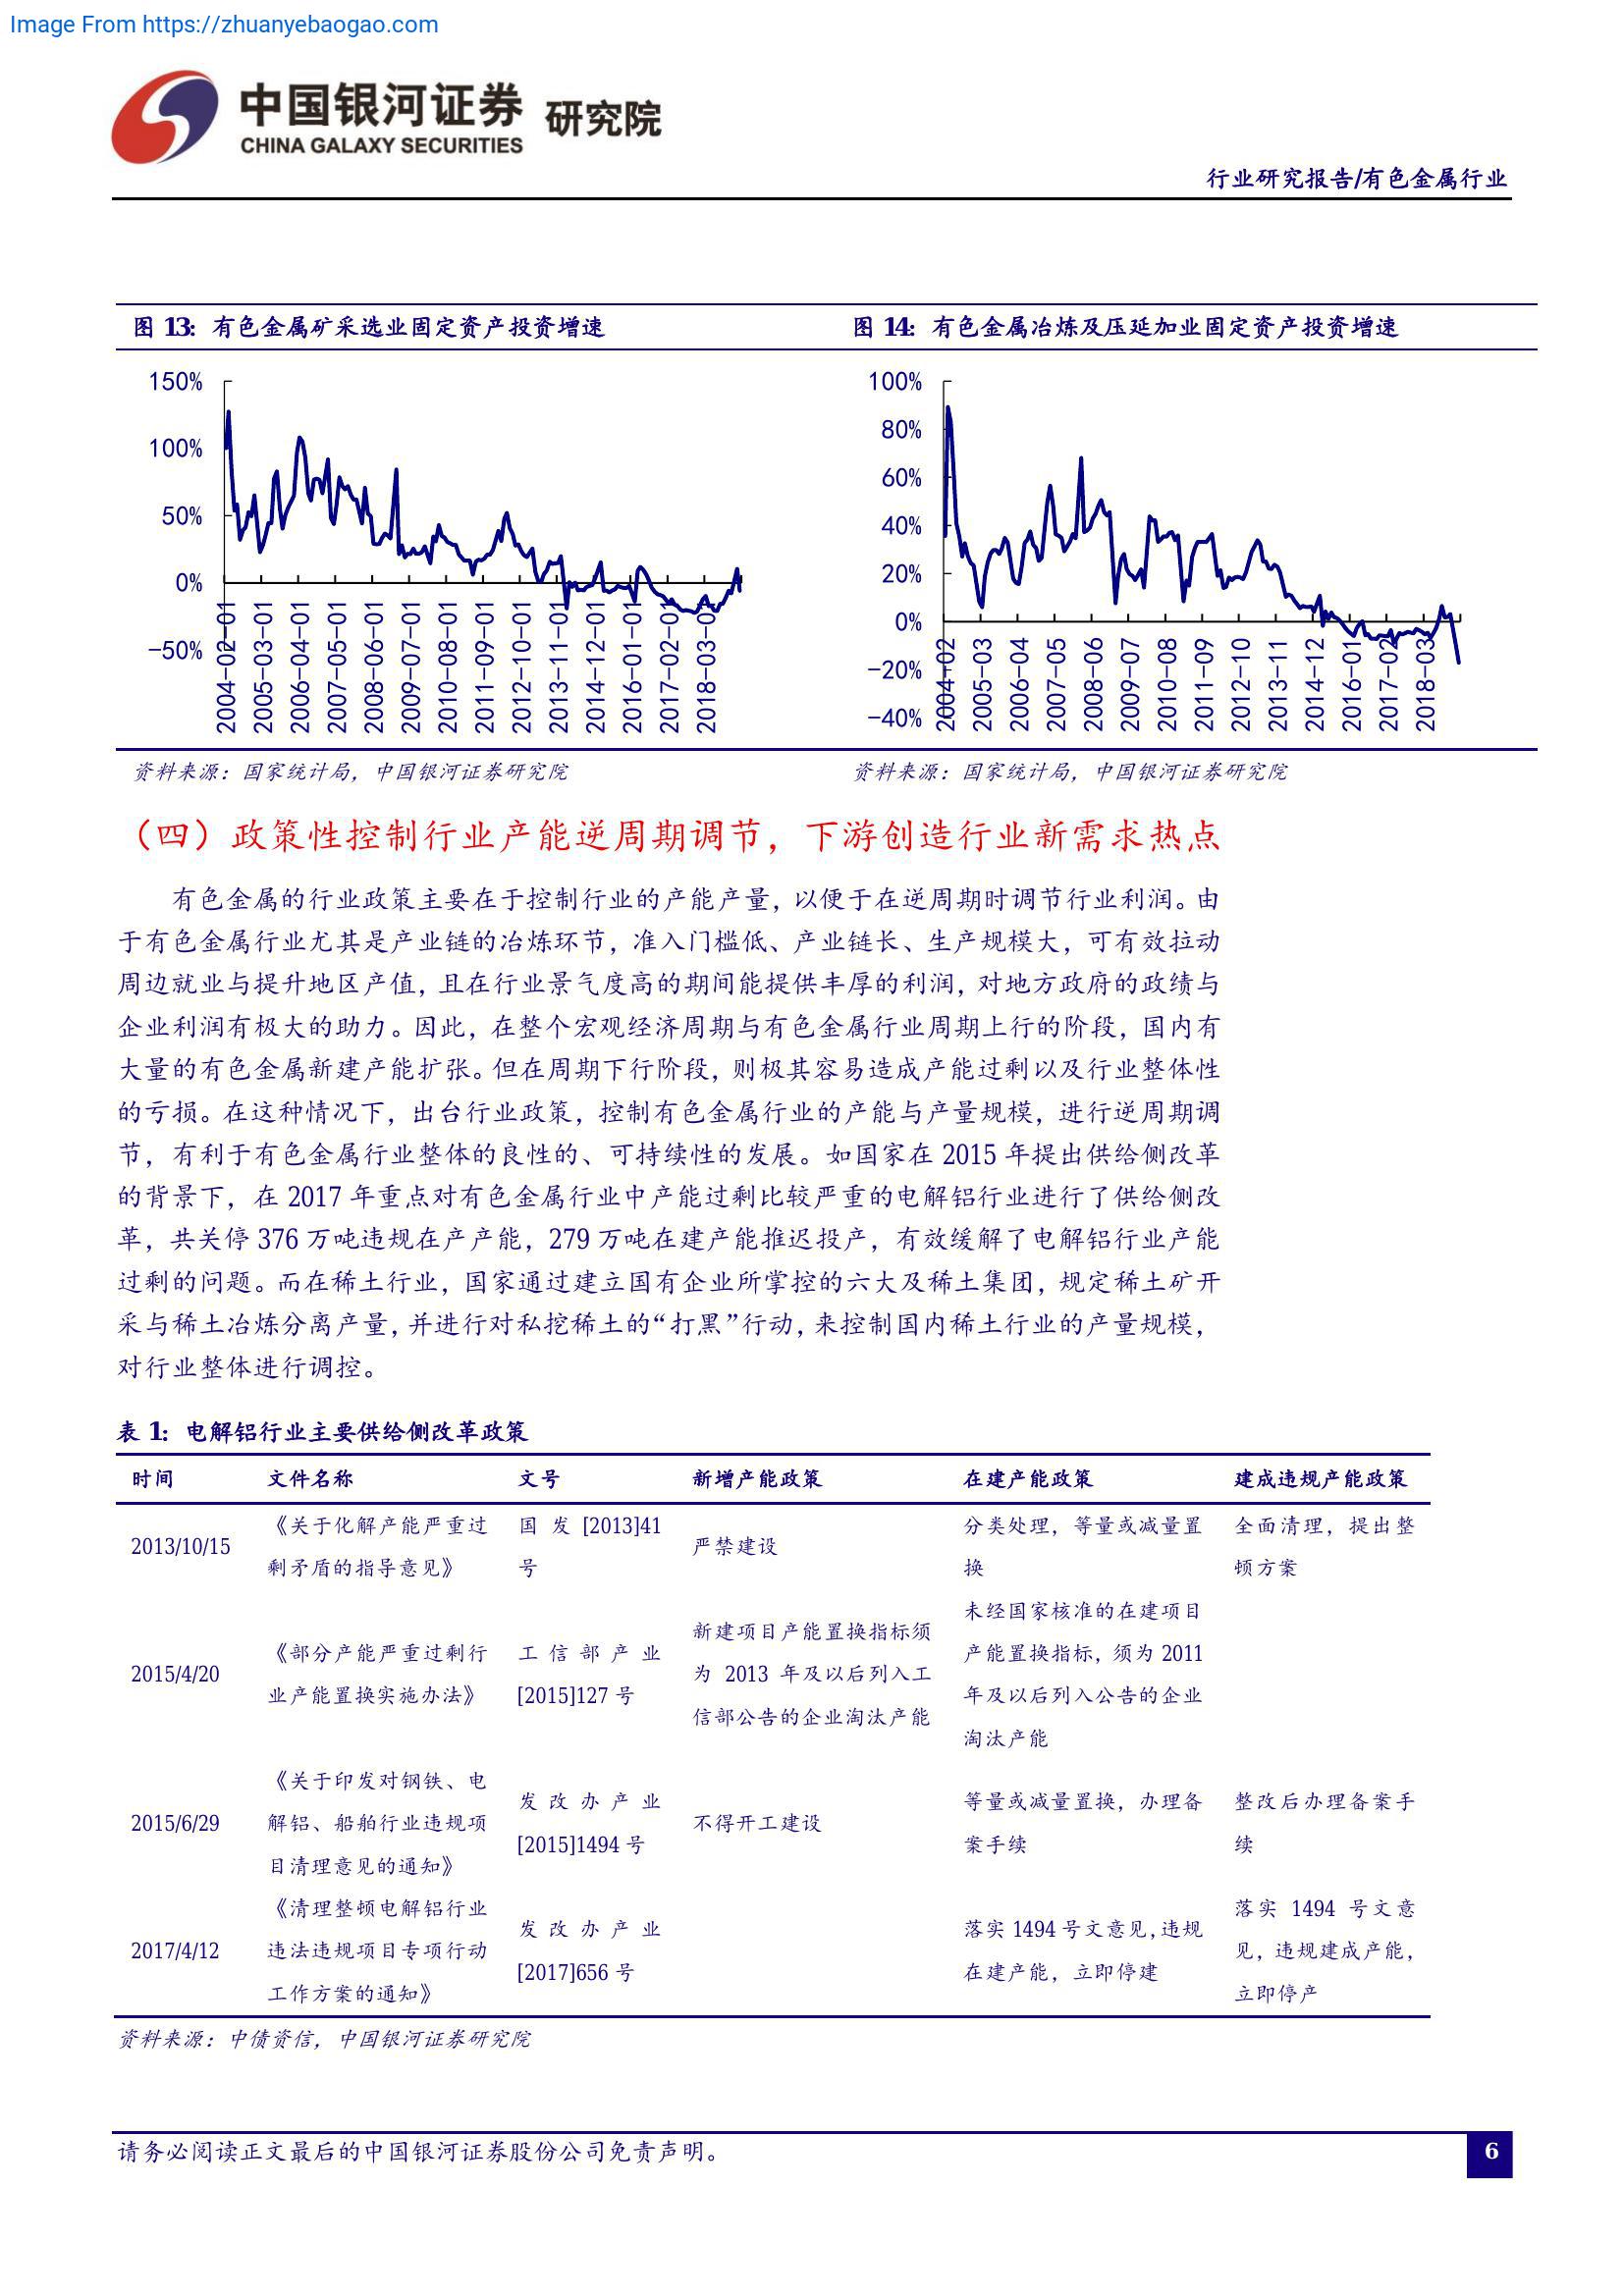 Image From https://zhuanyebaogao.com
中国银河证券 研究院
CHINA GALAXY SECURITIES
行业研究报告/有色金属行业
图 13: 有色金属矿采选业固定资产投资增速
150%
100%
50%
0%
-50%
2004-02-01
2005-03-01
2006-04-01
2007-05-01
2008-06-01
2009-07-01
2010-08-01
2011-09-01
2012-10-01
2013-11-01
2014-12-01
2016-01-01
2017-02-01
2018-03-01
资料来源：国家统计局，中国银河证券研究院
图 14: 有色金属冶炼及压延加业固定资产投资增速
100%
80%
60%
40%
20%
0%
-20%
-40%
2004-02
2005-03
2006-04
2007-05
2008-06
2009-07
2010-08
2011-09
2012-10
2013-11
2014-12
2016-01
2017-02
2018-03
资料来源：国家统计局，中国银河证券研究院
（四）政策性控制行业产能逆周期调节，下游创造行业新需求热点
有色金属的行业政策主要在于控制行业的产能产量，以便于在逆周期时调节行业利润。由
于有色金属行业尤其是产业链的冶炼环节，准入门槛低、产业链长、生产规模大，可有效拉动
周边就业与提升地区产值，且在行业景气度高的期间能提供丰厚的利润，对地方政府的政绩与
企业利润有极大的助力。因此，在整个宏观经济周期与有色金属行业周期上行的阶段，国内有
大量的有色金属新建产能扩张。但在周期下行阶段，则极其容易造成产能过剩以及行业整体性
的亏损。在这种情况下，出台行业政策，控制有色金属行业的产能与产量规模，进行逆周期调
节，有利于有色金属行业整体的良性的、可持续性的发展。如国家在 2015 年提出供给侧改革
的背景下，在 2017 年重点对有色金属行业中产能过剩比较严重的电解铝行业进行了供给侧改
革，共关停 376 万吨违规在产产能，279 万吨在建产能推迟投产，有效缓解了电解铝行业产能
过剩的问题。而在稀土行业，国家通过建立国有企业所掌控的六大及稀土集团，规定稀土矿开
采与稀土冶炼分离产量，并进行对私挖稀土的“打黑”行动，来控制国内稀土行业的产量规模，
对行业整体进行调控。
表 1: 电解铝行业主要供给侧改革政策
时间 文件名称 文号 新增产能政策 在建产能政策 建成违规产能政策
2013/10/15
《关于化解产能严重过
剩矛盾的指导意见》
国发[2013]41
号
严禁建设
分类处理，等量或减量置
换
全面清理，提出整
顿方案
2015/4/20
《部分产能严重过剩行
业产能置换实施办法》
工信部产业
[2015]127 号
新建项目产能置换指标须
为 2013 年及以后列入工
信部公告的企业淘汰产能
未经国家核准的在建项目
产能置换指标，须为 2011
年及以后列入公告的企业
淘汰产能
2015/6/29
《关于印发对钢铁、电
解铝、船舶行业违规项
目清理意见的通知》
发改办产业
[2015]1494 号
不得开工建设
等量或减量置换，办理备
案手续
整改后办理备案手
续
2017/4/12
《清理整顿电解铝行业
违法违规项目专项行动
工作方案的通知》
发改办产业
[2017]656 号
落实 1494 号文意见，违规
在建产能，立即停建
落实 1494 号文意
见，违规建成产能，
立即停产
资料来源：中债资信，中国银河证券研究院
请务必阅读正文最后的中国银河证券股份公司免责声明。
6